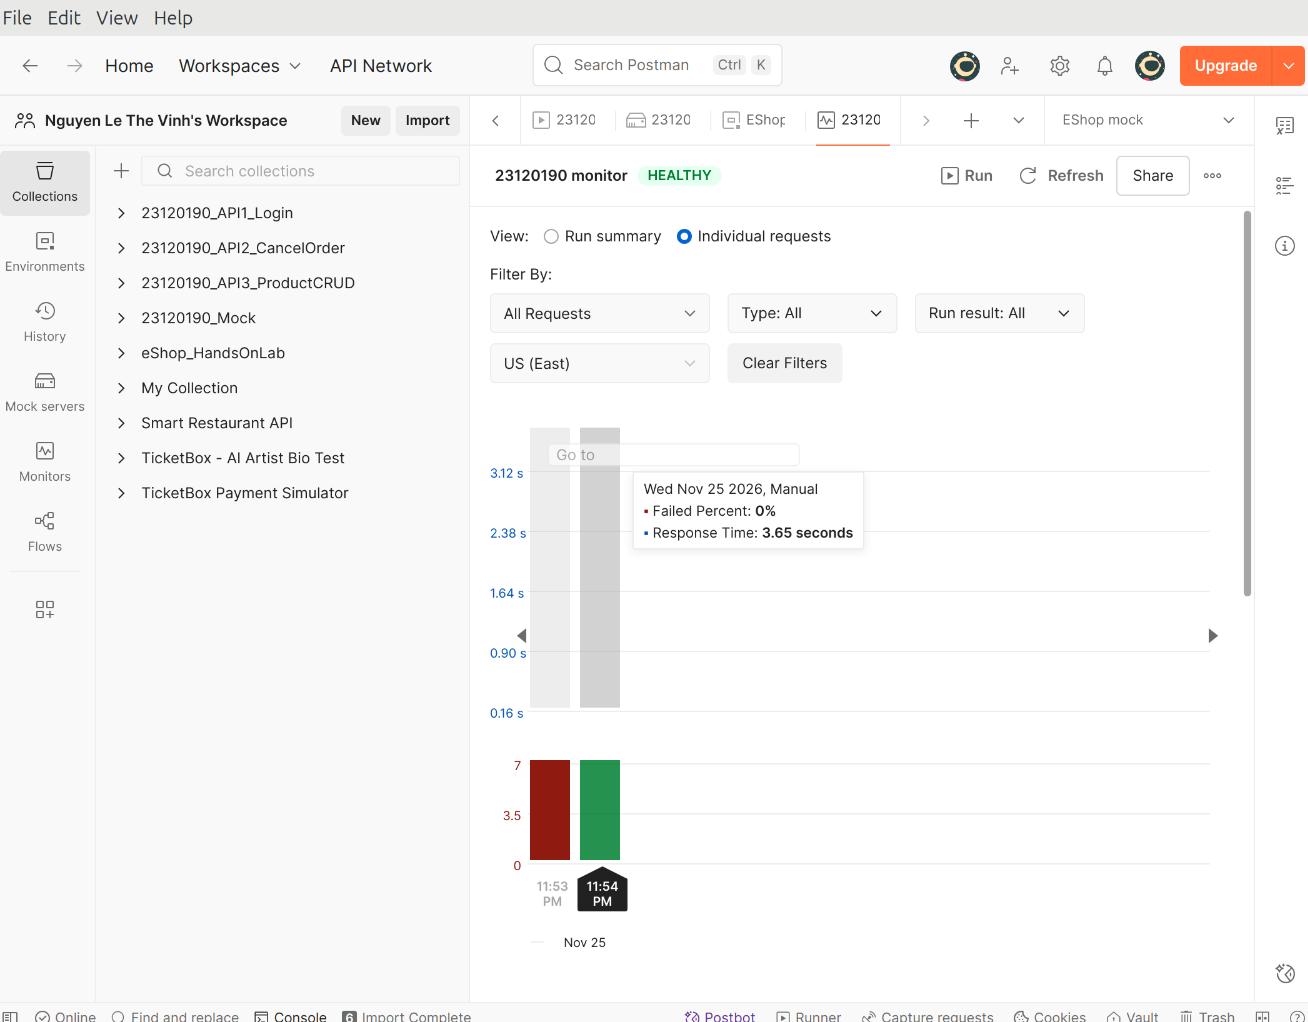 File Edit View Help
Home Workspaces API Network Search Postman Ctrl K Upgrade
Nguyen Le The Vinh's Workspace New Import 23120 23120 EShop 23120 EShop mock
Collections
Environments
History
Mock servers
Monitors
Flows
Search collections
23120190_API1_Login
23120190_API2_CancelOrder
23120190_API3_ProductCRUD
23120190_Mock
eShop_HandsOnLab
My Collection
Smart Restaurant API
TicketBox - AI Artist Bio Test
TicketBox Payment Simulator
23120190 monitor HEALTHY Run Refresh Share
View: Run summary Individual requests
Filter By:
All Requests Type: All Run result: All
US (East) Clear Filters
Go to
3.12 s
2.38 s
1.64 s
0.90 s
0.16 s
Wed Nov 25 2026, Manual
Failed Percent: 0%
Response Time: 3.65 seconds
7
3.5
0
11:53 PM
11:54 PM
Nov 25
Online Find and replace Console 6 Import Complete Postbot Runner Capture requests Cookies Vault Trash